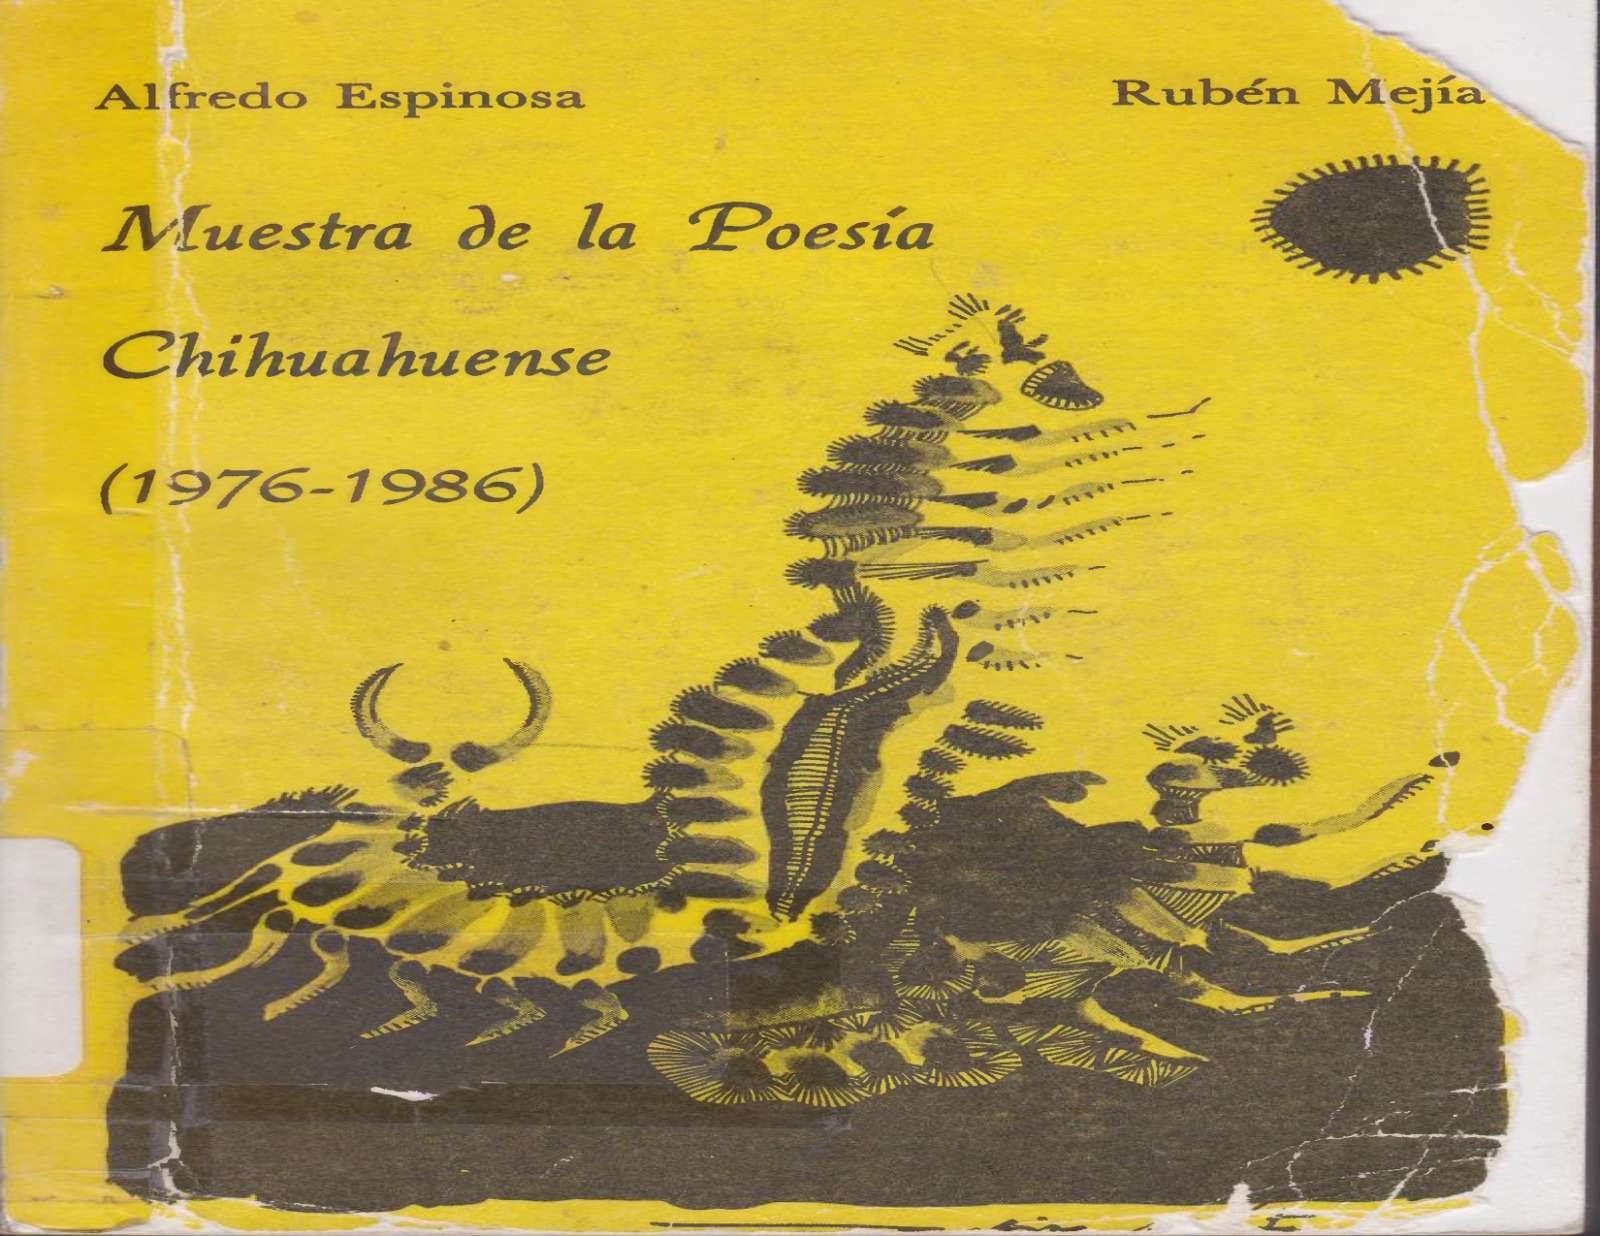 Alfredo Espinosa
Rubén Mejía
Muestra de la Poesía
Chihuahuense
(1976-1986)